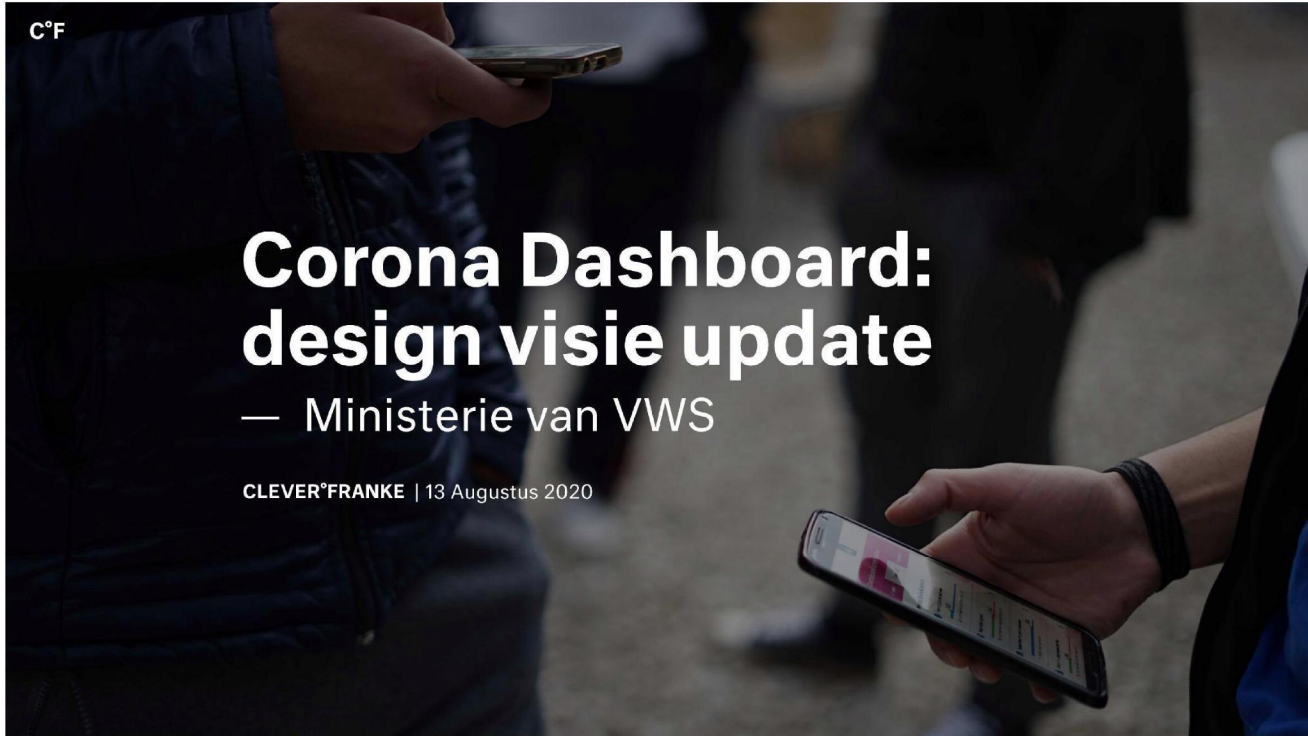 C°F
Corona Dashboard:
design visie update
— Ministerie van VWS
CLEVER°FRANKE | 13 Augustus 2020